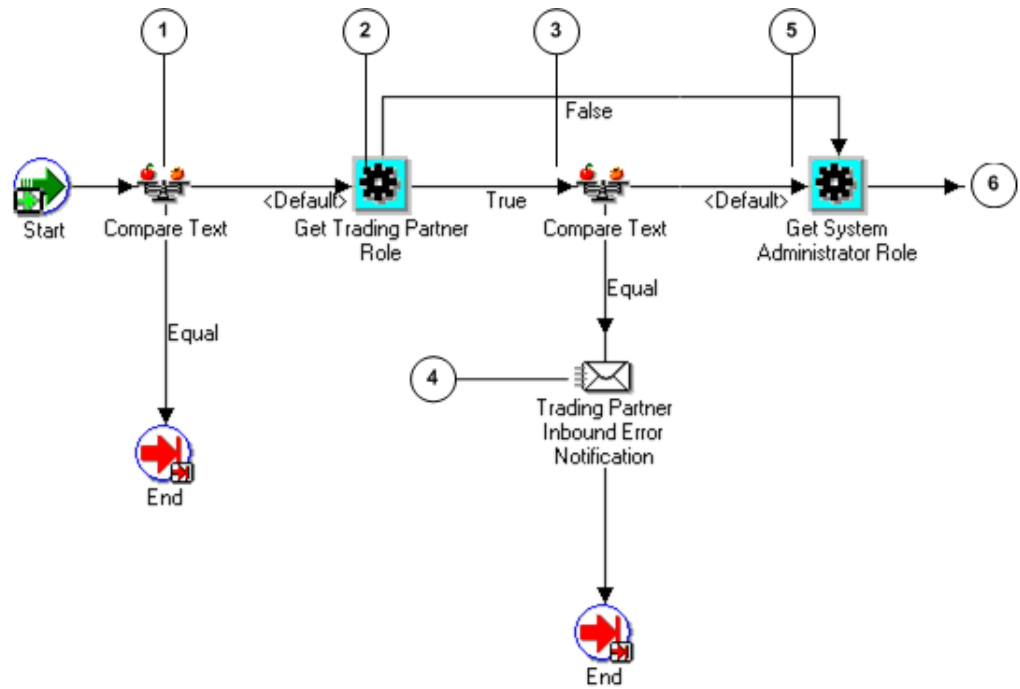 1
2
3
5
False
<Default>
True
<Default>
6
Start
Compare Text
Get Trading Partner
Role
Compare Text
Get System
Administrator Role
Equal
Equal
4
Trading Partner
Inbound Error
Notification
End
End